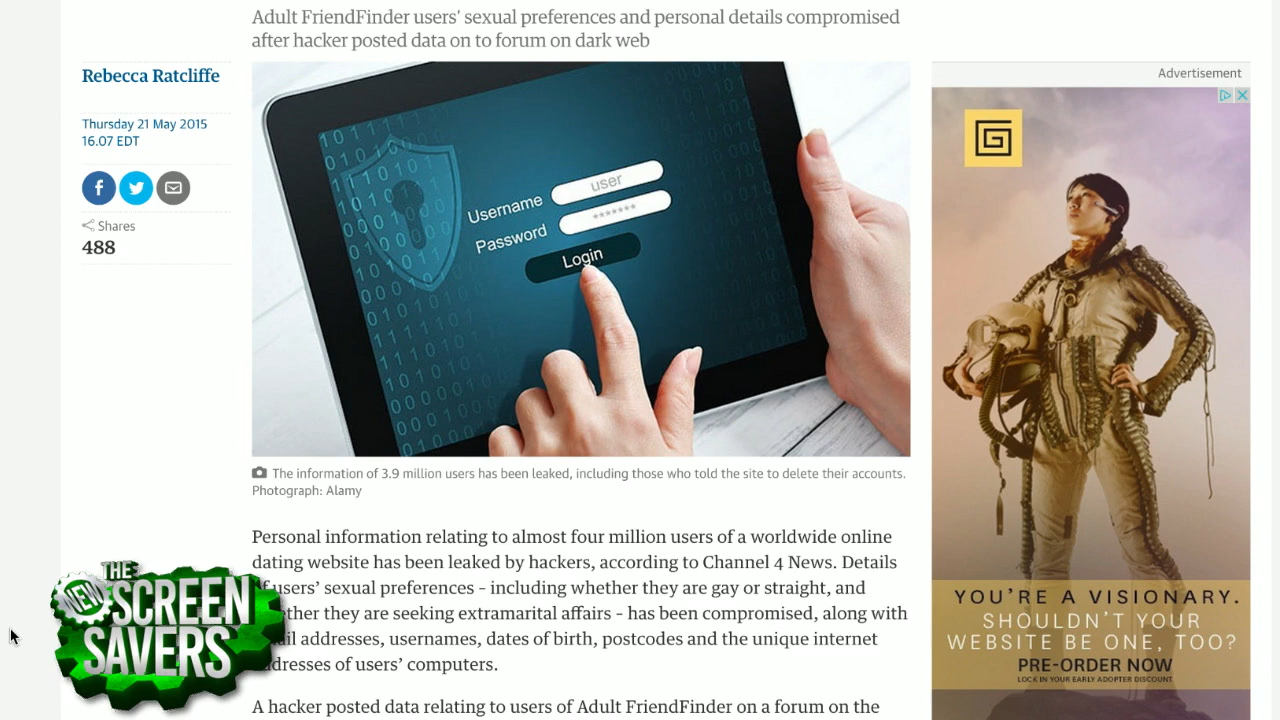 Adult FriendFinder users' sexual preferences and personal details compromised
after hacker posted data on to forum on dark web
Rebecca Ratcliffe
Thursday 21 May 2015
16.07 EDT
Shares
488
Username
user
Password
*******
Login
The information of 3.9 million users has been leaked, including those who told the site to delete their accounts.
Photograph: Alamy
Personal information relating to almost four million users of a worldwide online
dating website has been leaked by hackers, according to Channel 4 News. Details
users' sexual preferences – including whether they are gay or straight, and
they are seeking extramarital affairs – has been compromised, along with
addresses, usernames, dates of birth, postcodes and the unique internet
of users' computers.
A hacker posted data relating to users of Adult FriendFinder on a forum on the
THE
NEW
SCREEN
SAVERS
Advertisement
YOU'RE A VISIONARY.
SHOULDN'T YOUR
WEBSITE BE ONE, TOO?
PRE-ORDER NOW
LOCK IN YOUR EARLY ADOPTER DISCOUNT